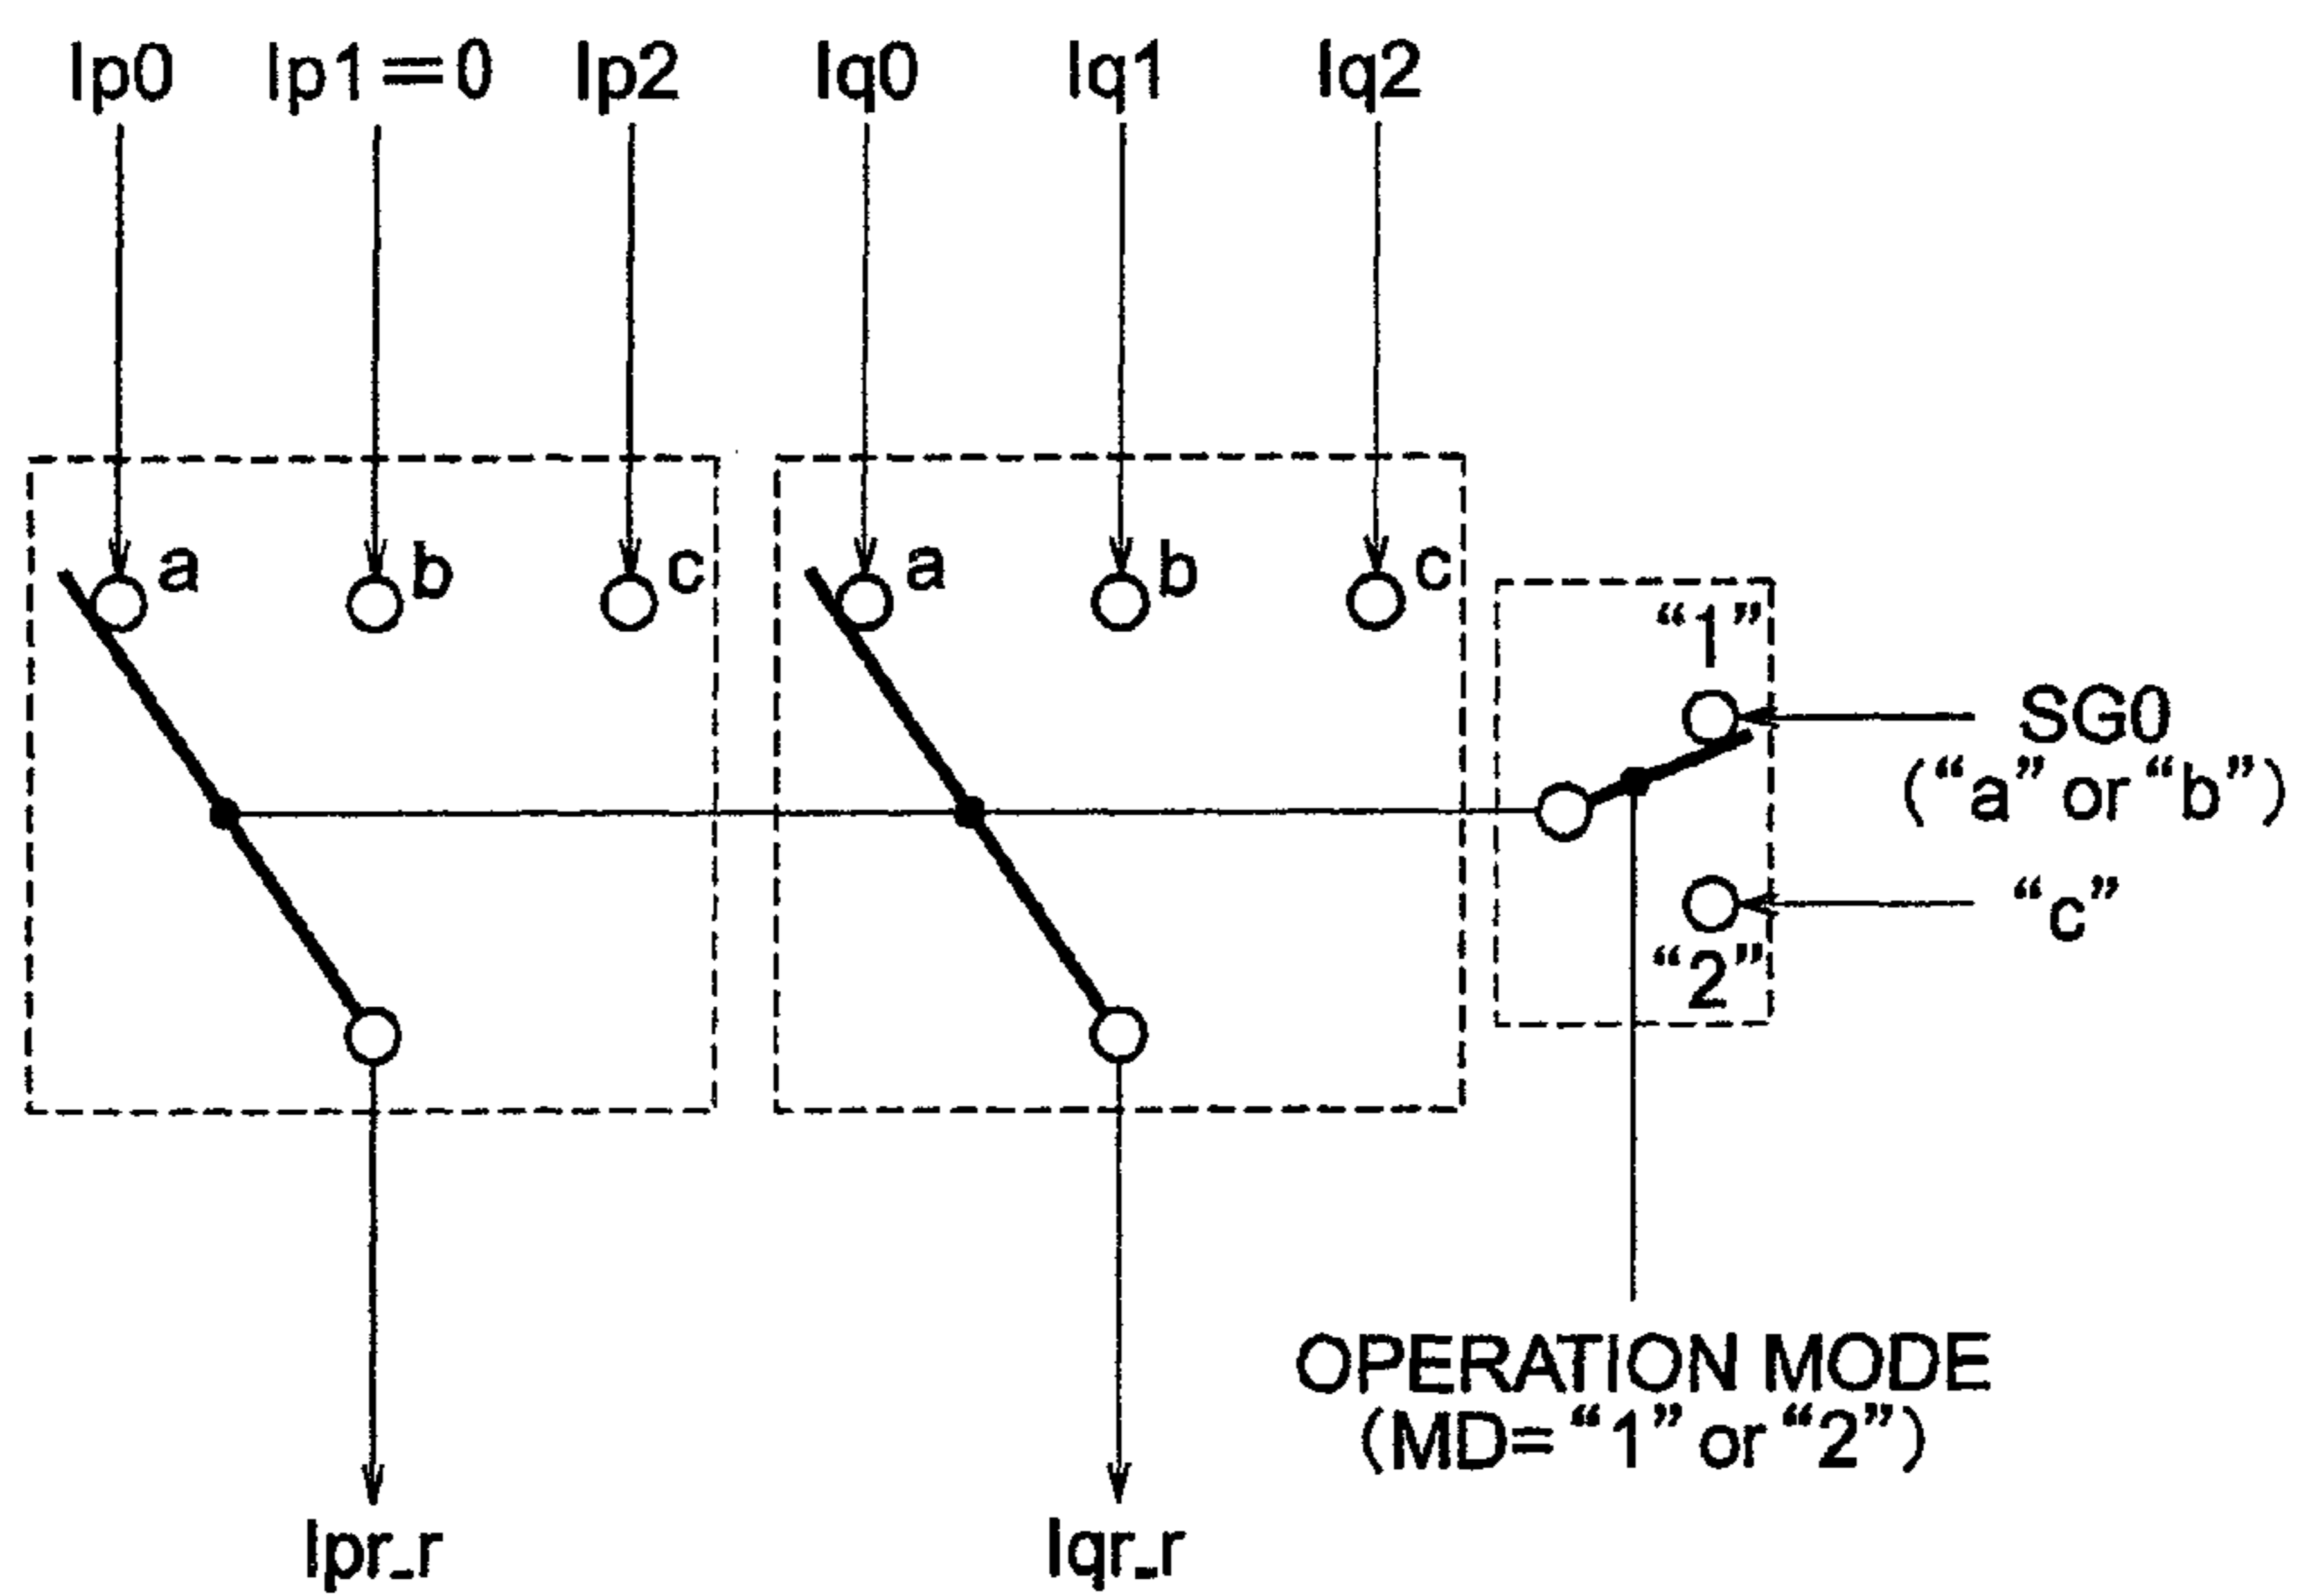 Ip0 Ip1=0 Ip2 Iq0 Iq1 Iq2
a b c a b c
“1”
SG0
(“a” or “b”)
“c”
“2”
OPERATION MODE
(MD= “1” or “2”)
Ipr_r Iqr_r